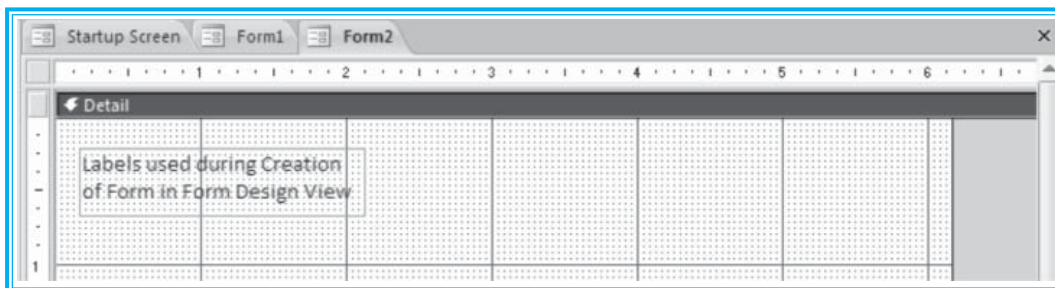 Startup Screen Form1 Form2
1 2 3 4 5 6
Detail
Labels used during Creation
of Form in Form Design View
1